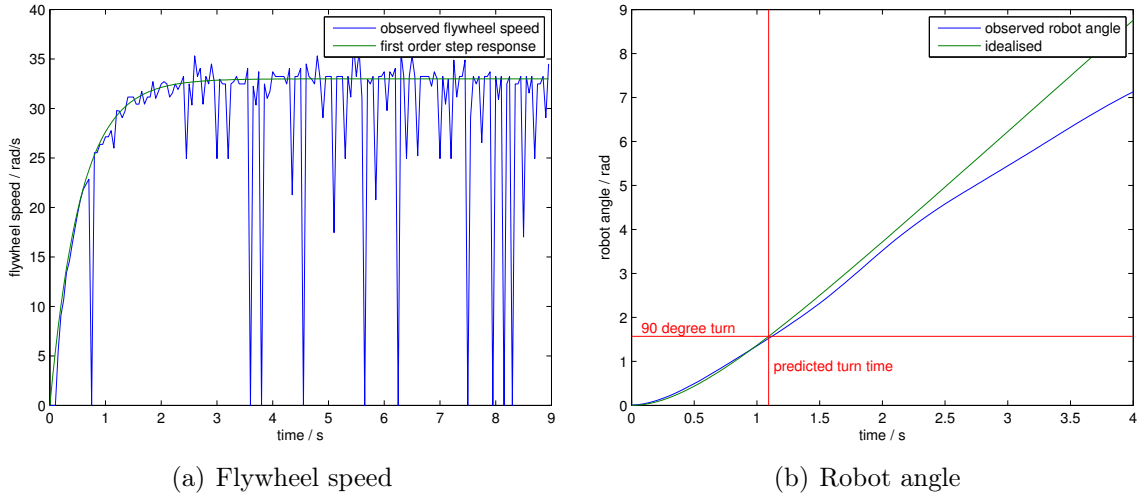 observed flywheel speed
first order step response
flywheel speed / rad/s
40
35
30
25
20
15
10
5
0
0 1 2 3 4 5 6 7 8 9
time / s
(a) Flywheel speed
observed robot angle
idealised
robot angle / rad
9
8
7
6
5
4
3
2
1
0
90 degree turn
predicted turn time
0 0.5 1 1.5 2 2.5 3 3.5 4
time / s
(b) Robot angle